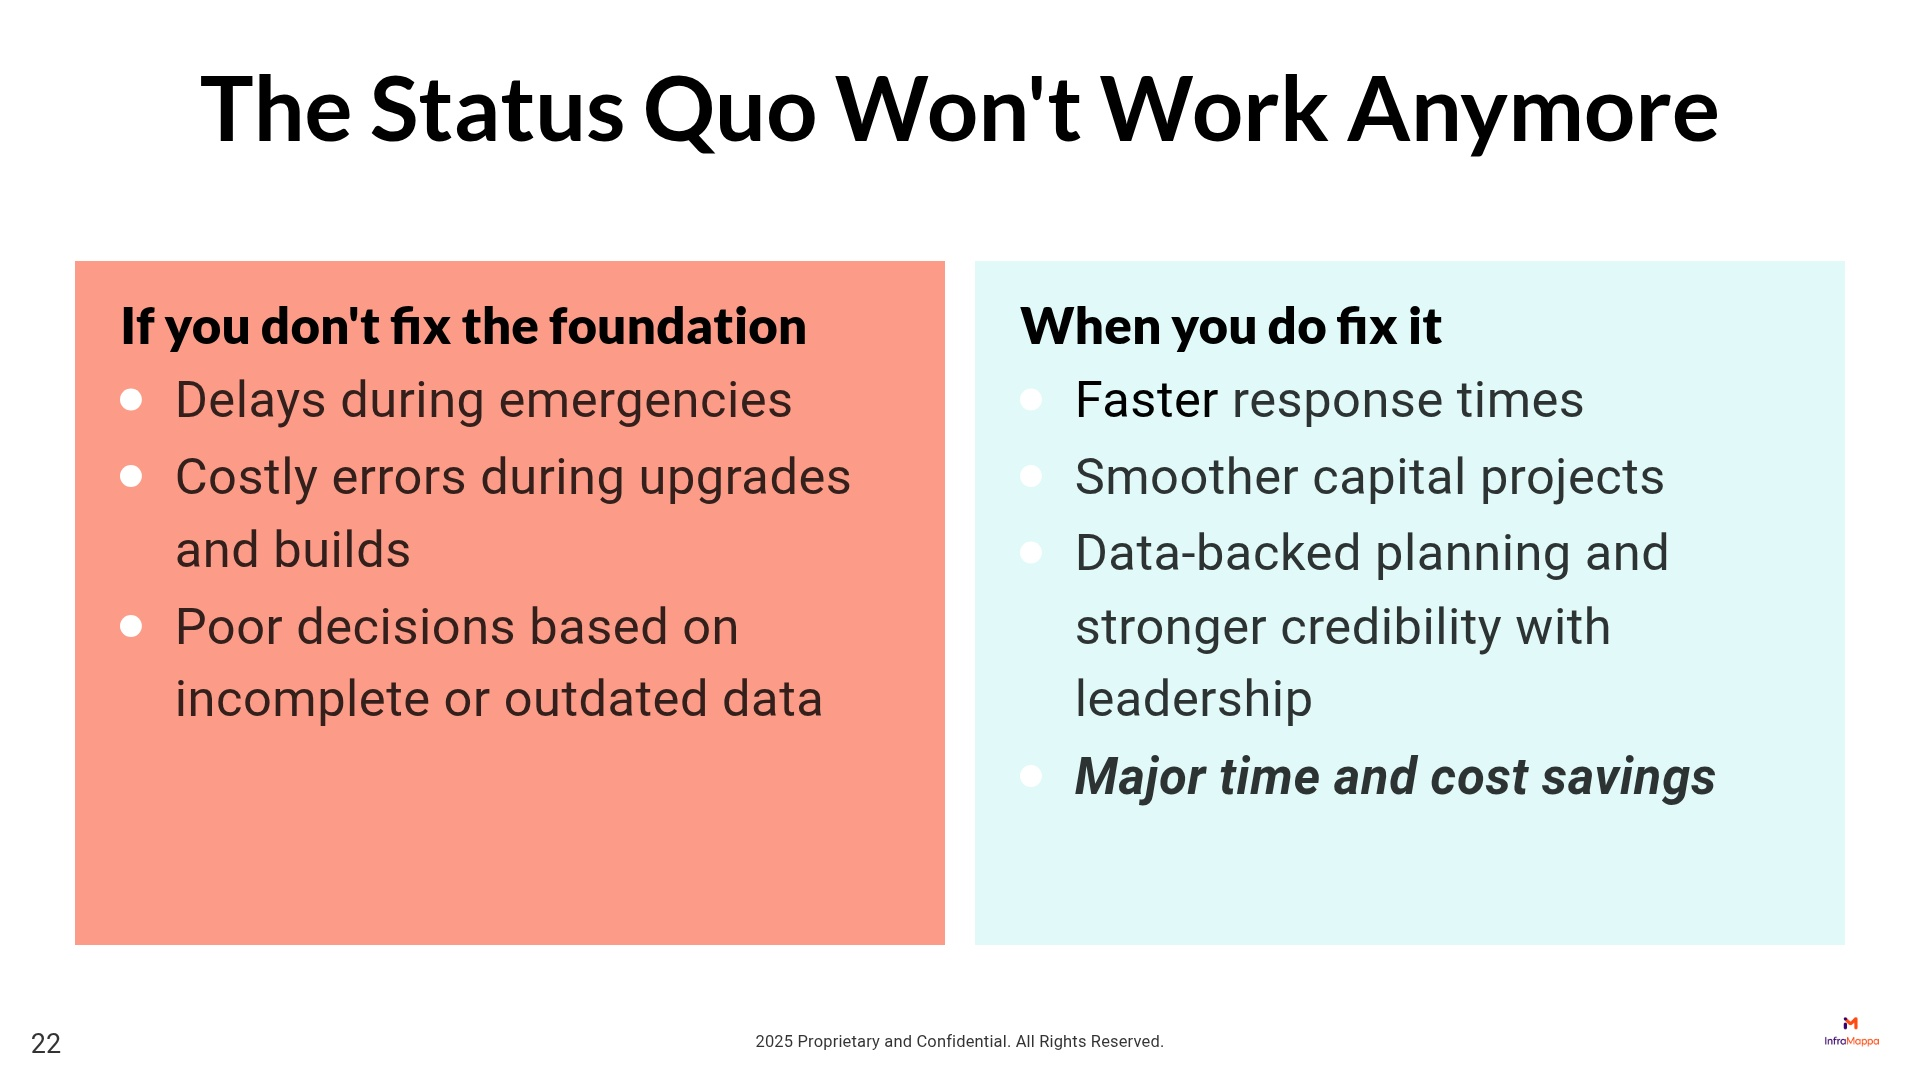 The Status Quo Won't Work Anymore
If you don't fix the foundation
Delays during emergencies
Costly errors during upgrades
and builds
Poor decisions based on
incomplete or outdated data
When you do fix it
Faster response times
Smoother capital projects
Data-backed planning and
stronger credibility with
leadership
Major time and cost savings
22
2025 Proprietary and Confidential. All Rights Reserved.
InfraMappa